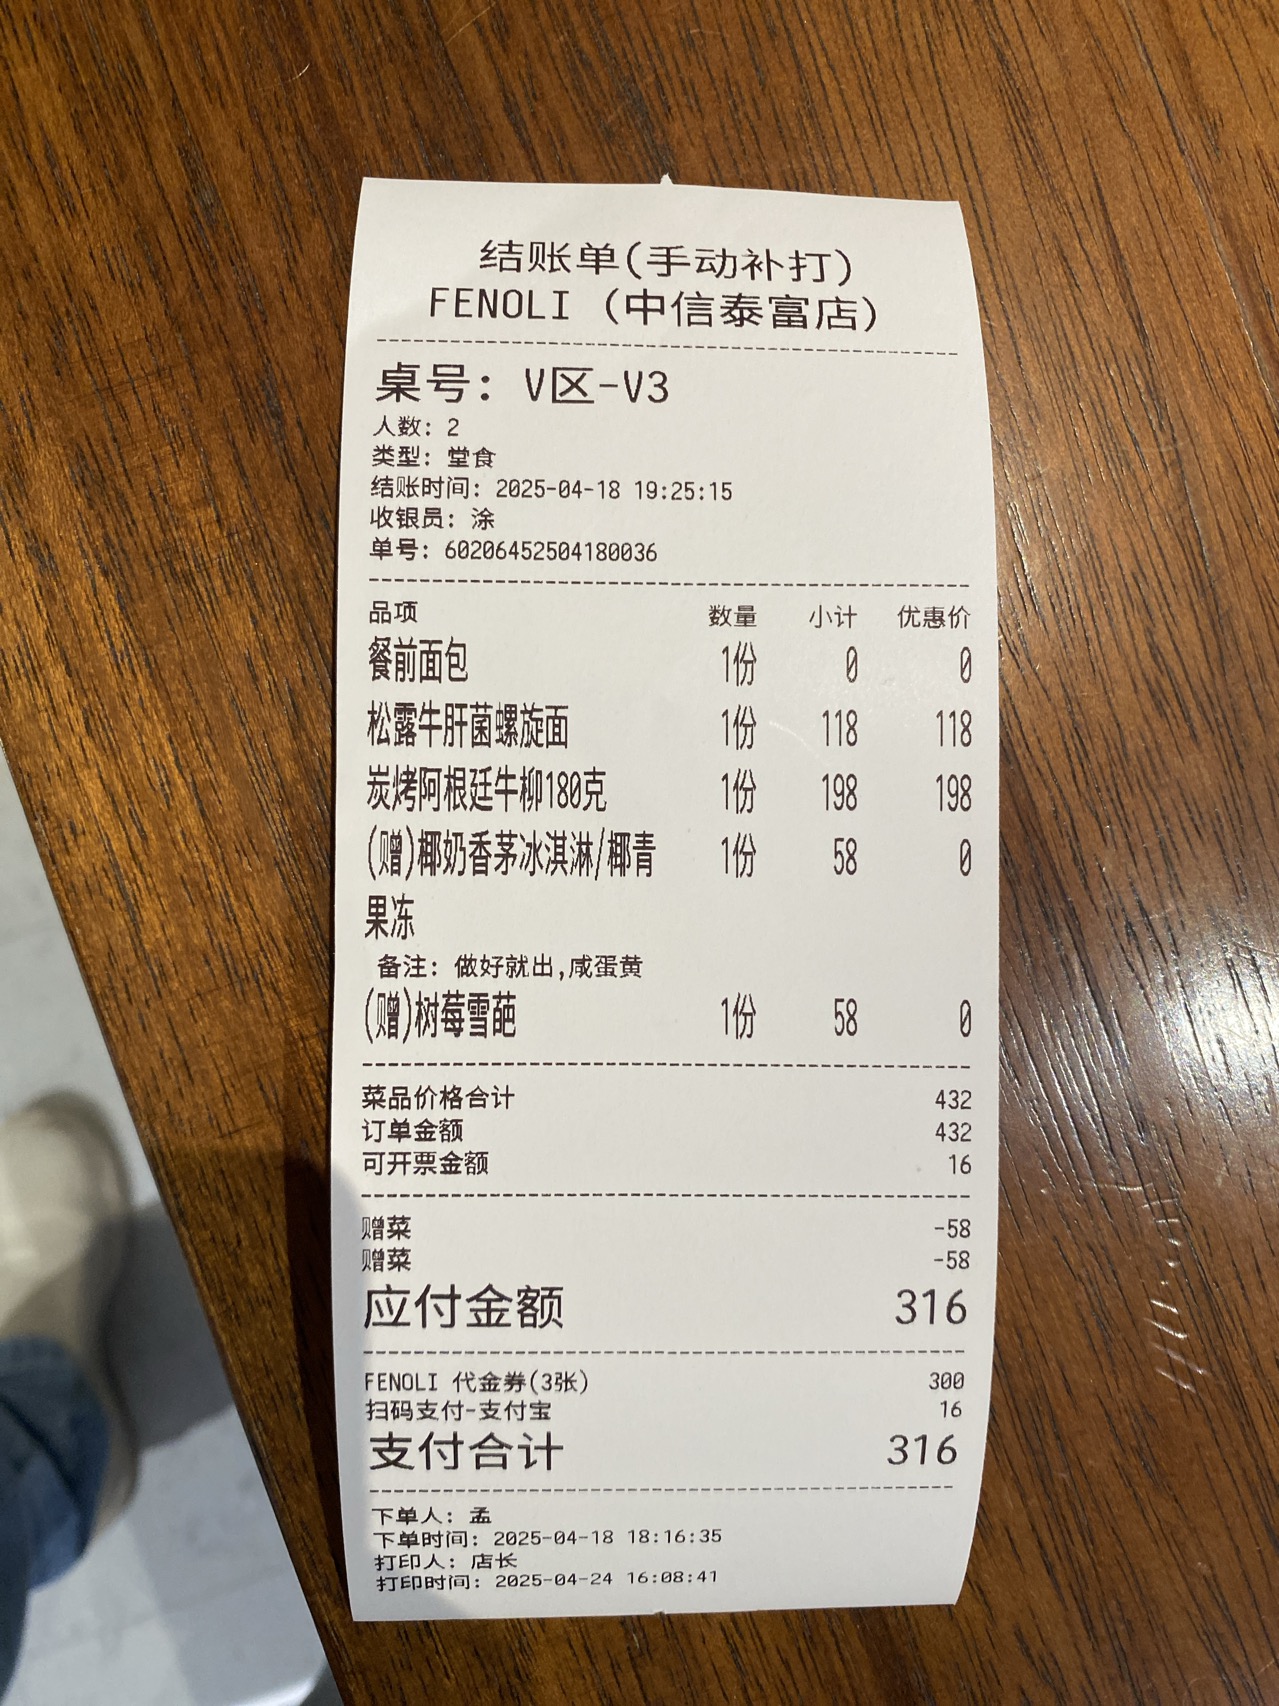 结账单(手动补打)
FENOLI (中信泰富店)
桌号: V区-V3
人数: 2
类型: 堂食
结账时间: 2025-04-18 19:25:15
收银员: 涂
单号: 60206452504180036
品项 数量 小计 优惠价
餐前面包 1份 0 0
松露牛肝菌螺旋面 1份 118 118
炭烤阿根廷牛柳180克 1份 198 198
(赠)椰奶香茅冰淇淋/椰青 1份 58 0
果冻
备注: 做好就出,咸蛋黄
(赠)树莓雪葩 1份 58 0
菜品价格合计 432
订单金额 432
可开票金额 16
赠菜 -58
赠菜 -58
应付金额 316
FENOLI 代金券(3张) 300
扫码支付-支付宝 16
支付合计 316
下单人: 孟
下单时间: 2025-04-18 18:16:35
打印人: 店长
打印时间: 2025-04-24 16:08:41